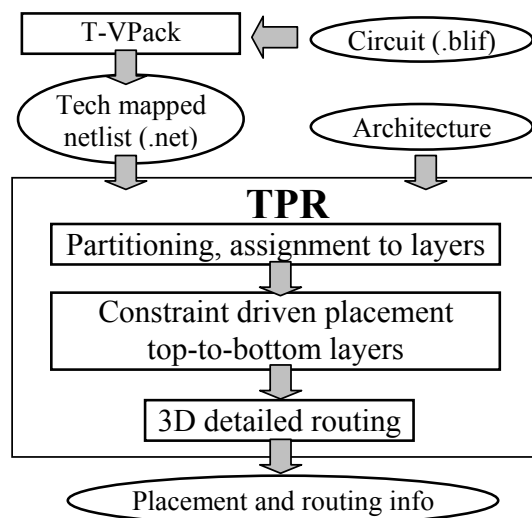 T-VPack
Circuit (.blif)
Tech mapped
netlist (.net)
Architecture
TPR
Partitioning, assignment to layers
Constraint driven placement
top-to-bottom layers
3D detailed routing
Placement and routing info